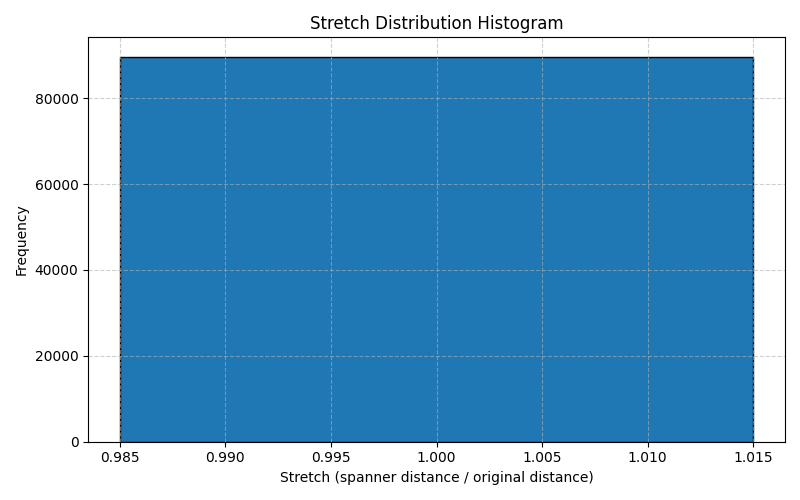 Stretch Distribution Histogram
80000
60000
40000
20000
0
Frequency
0.985 0.990 0.995 1.000 1.005 1.010 1.015
Stretch (spanner distance / original distance)